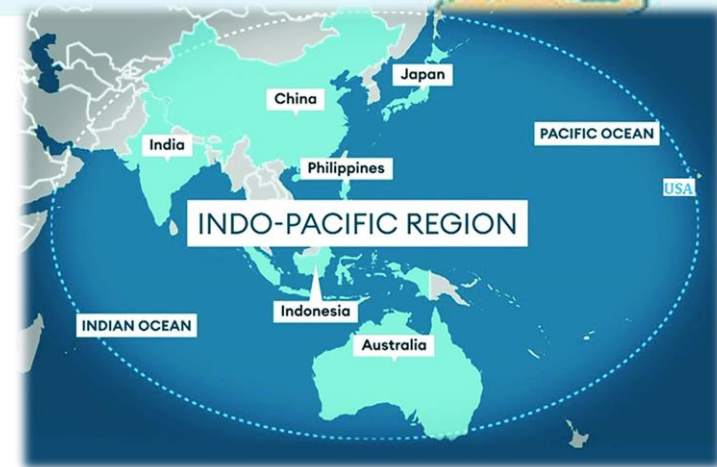 Japan
China
PACIFIC OCEAN
India
Philippines
USA
INDO-PACIFIC REGION
Indonesia
INDIAN OCEAN
Australia